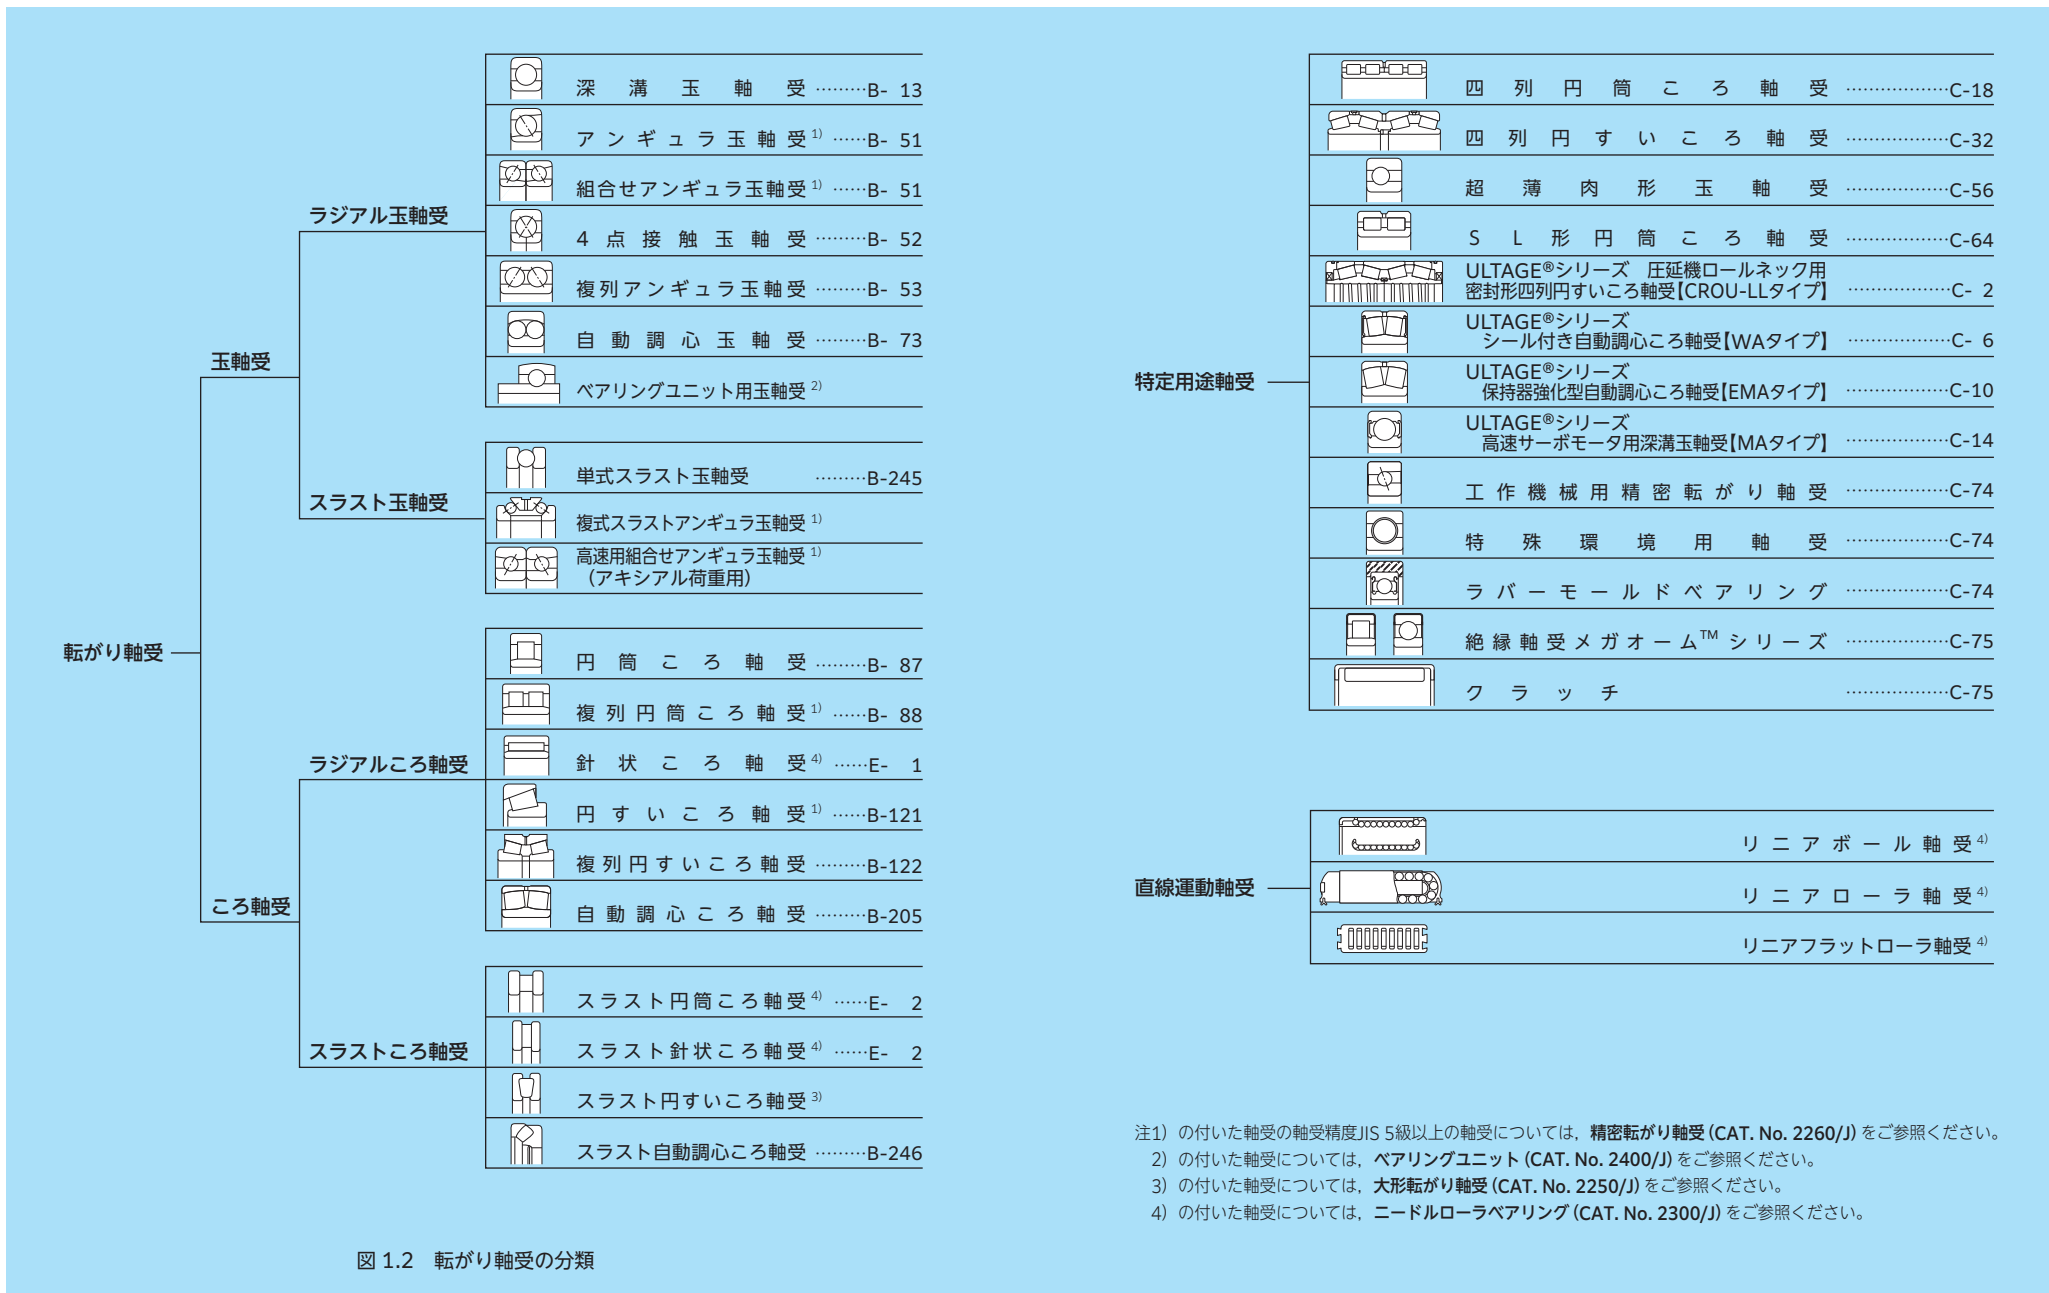 転がり軸受
玉軸受
ラジアル玉軸受
深溝玉軸受 ………B- 13
アンギュラ玉軸受1) ……B- 51
組合せアンギュラ玉軸受1) ……B- 51
4点接触玉軸受 ………B- 52
複列アンギュラ玉軸受 ………B- 53
自動調心玉軸受 ………B- 73
ベアリングユニット用玉軸受2)
スラスト玉軸受
単式スラスト玉軸受 ………B-245
複式スラストアンギュラ玉軸受1)
高速用組合せアンギュラ玉軸受1)
（アキシアル荷重用）
ころ軸受
ラジアルころ軸受
円筒ころ軸受 ………B- 87
複列円筒ころ軸受1) ……B- 88
針状ころ軸受4) ……E- 1
円すいころ軸受1) ……B-121
複列円すいころ軸受 ………B-122
自動調心ころ軸受 ………B-205
スラストころ軸受
スラスト円筒ころ軸受4) ……E- 2
スラスト針状ころ軸受4) ……E- 2
スラスト円すいころ軸受3)
スラスト自動調心ころ軸受 ………B-246
図 1.2 転がり軸受の分類
特定用途軸受
四列円筒ころ軸受 ………………C-18
四列円すいころ軸受 ………………C-32
超薄肉形玉軸受 ………………C-56
SL形円筒ころ軸受 ………………C-64
ULTAGE®シリーズ 圧延機ロールネック用
密封形四列円すいころ軸受【CROU-LLタイプ】 ………………C- 2
ULTAGE®シリーズ
シール付き自動調心ころ軸受【WAタイプ】 ………………C- 6
ULTAGE®シリーズ
保持器強化型自動調心ころ軸受【EMAタイプ】 ………………C-10
ULTAGE®シリーズ
高速サーボモータ用深溝玉軸受【MAタイプ】 ………………C-14
工作機械用精密転がり軸受 ………………C-74
特殊環境用軸受 ………………C-74
ラバーモールドベアリング ………………C-74
絶縁軸受メガオーム™シリーズ ………………C-75
クラッチ ………………C-75
直線運動軸受
リニアボール軸受4)
リニアローラ軸受4)
リニアフラットローラ軸受4)
注1）の付いた軸受の軸受精度JIS 5級以上の軸受については，精密転がり軸受（CAT. No. 2260/J）をご参照ください。
2）の付いた軸受については，ベアリングユニット（CAT. No. 2400/J）をご参照ください。
3）の付いた軸受については，大形転がり軸受（CAT. No. 2250/J）をご参照ください。
4）の付いた軸受については，ニードルローラベアリング（CAT. No. 2300/J）をご参照ください。